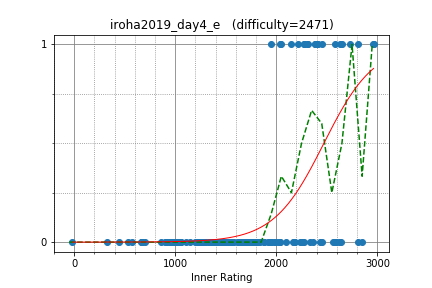 iroha2019_day4_e (difficulty=2471)
1
0
0 1000 2000 3000
Inner Rating